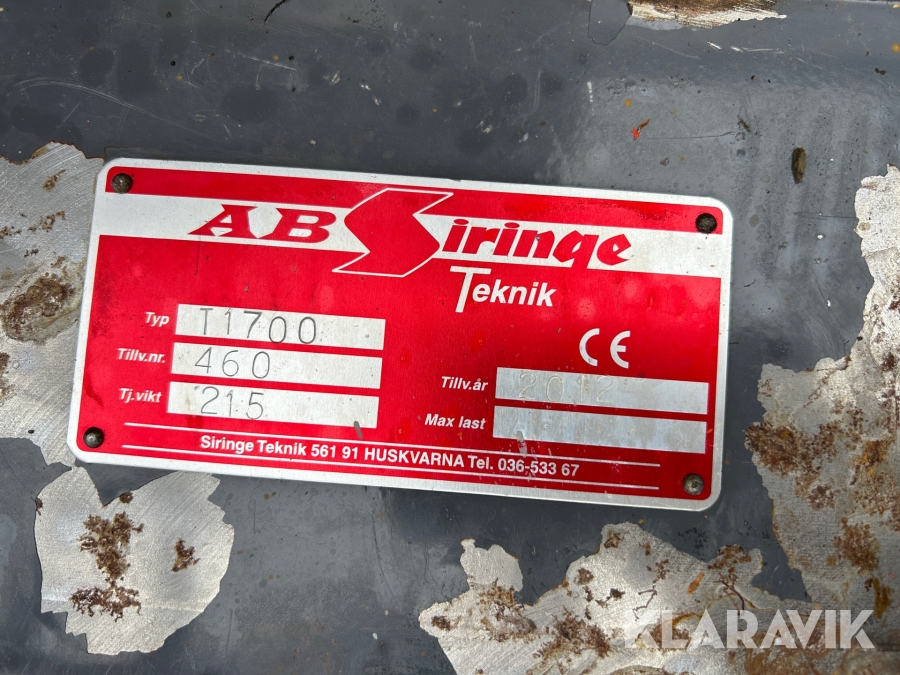 AB Siringe
Teknik
Typ T1700
Tillv.nr. 460
Tj.vikt 215
CE
Tillv.år 2012
Max last
Siringe Teknik 561 91 HUSKVARNA Tel. 036-533 67
KLARAVIK